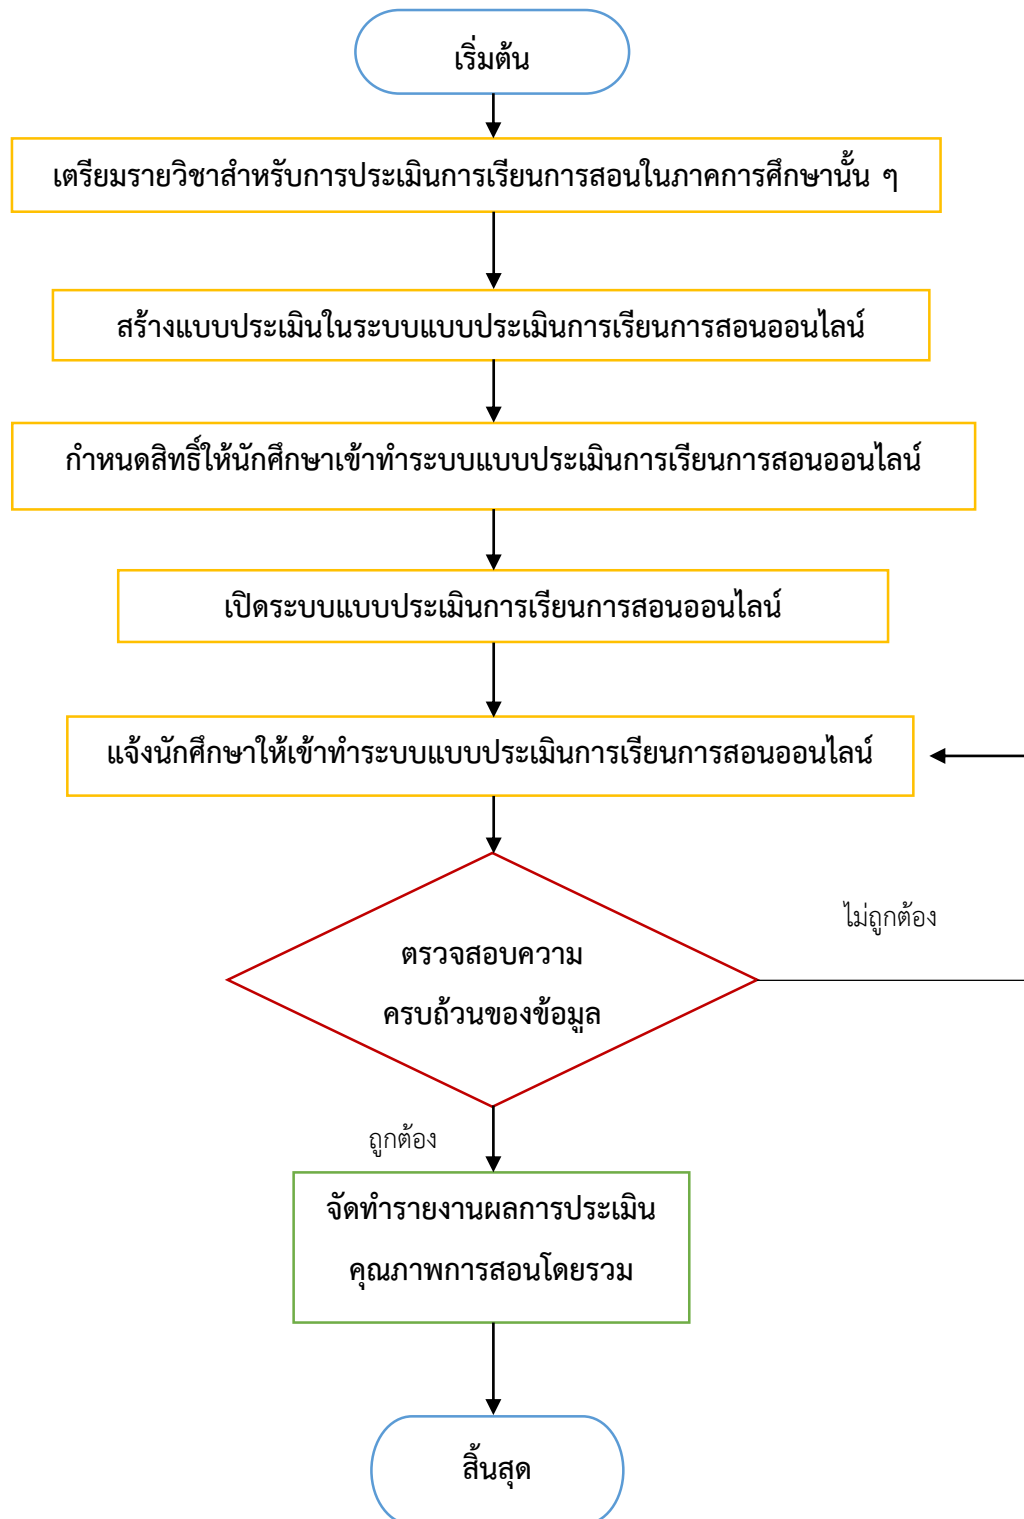 เริ่มต้น
เตรียมรายวิชาสำหรับการประเมินการเรียนการสอนในภาคการศึกษานั้น ๆ
สร้างแบบประเมินในระบบแบบประเมินการเรียนการสอนออนไลน์
กำหนดสิทธิ์ให้นักศึกษาเข้าทำระบบแบบประเมินการเรียนการสอนออนไลน์
เปิดระบบแบบประเมินการเรียนการสอนออนไลน์
แจ้งนักศึกษาให้เข้าทำระบบแบบประเมินการเรียนการสอนออนไลน์
ไม่ถูกต้อง
ตรวจสอบความ
ครบถ้วนของข้อมูล
ถูกต้อง
จัดทำรายงานผลการประเมิน
คุณภาพการสอนโดยรวม
สิ้นสุด